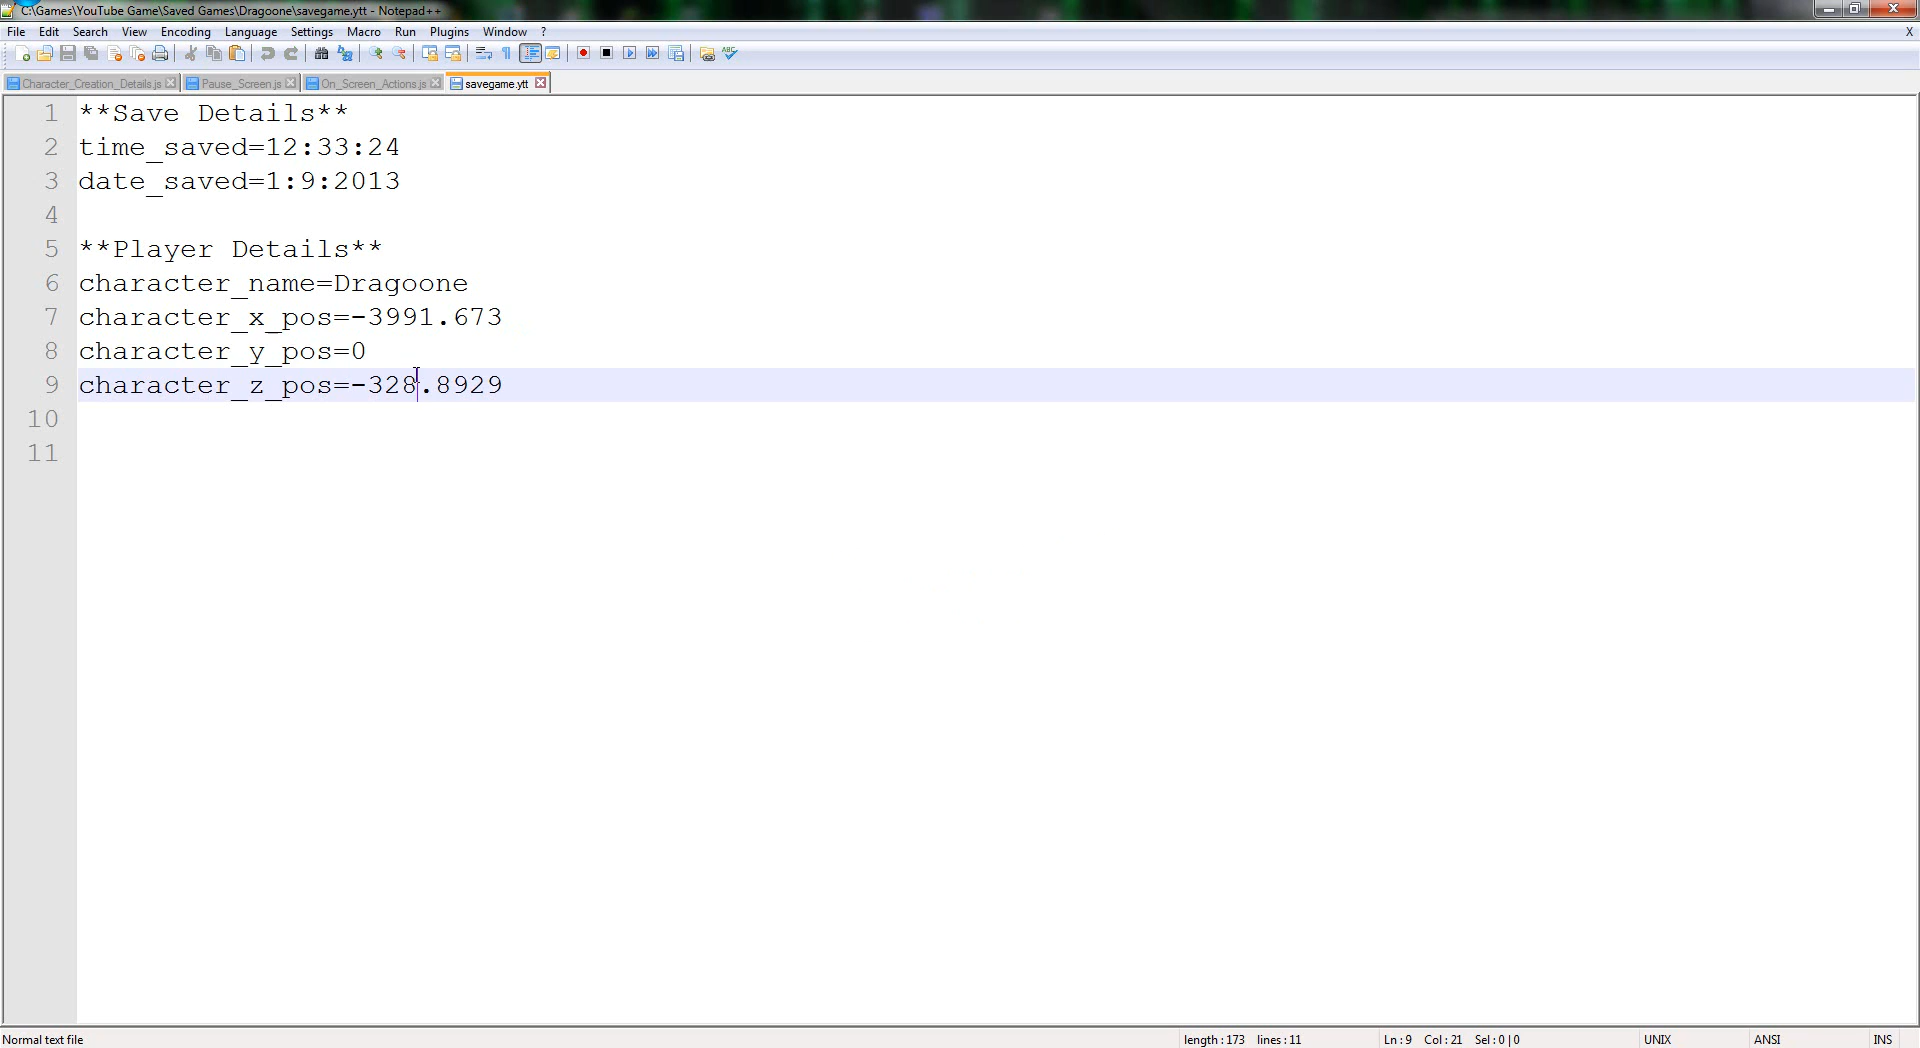 C:\Games\YouTube Game\Saved Games\Dragoone\savegame.ytt - Notepad++
File Edit Search View Encoding Language Settings Macro Run Plugins Window ? X
Character_Creation_Details.js Pause_Screen.js On_Screen_Actions.js savegame.ytt
1 **Save Details**
2 time_saved=12:33:24
3 date_saved=1:9:2013
4
5 **Player Details**
6 character_name=Dragoone
7 character_x_pos=-3991.673
8 character_y_pos=0
9 character_z_pos=-328.8929
10
11
Normal text file length : 173 lines : 11 Ln : 9 Col : 21 Sel : 0 | 0 UNIX ANSI INS